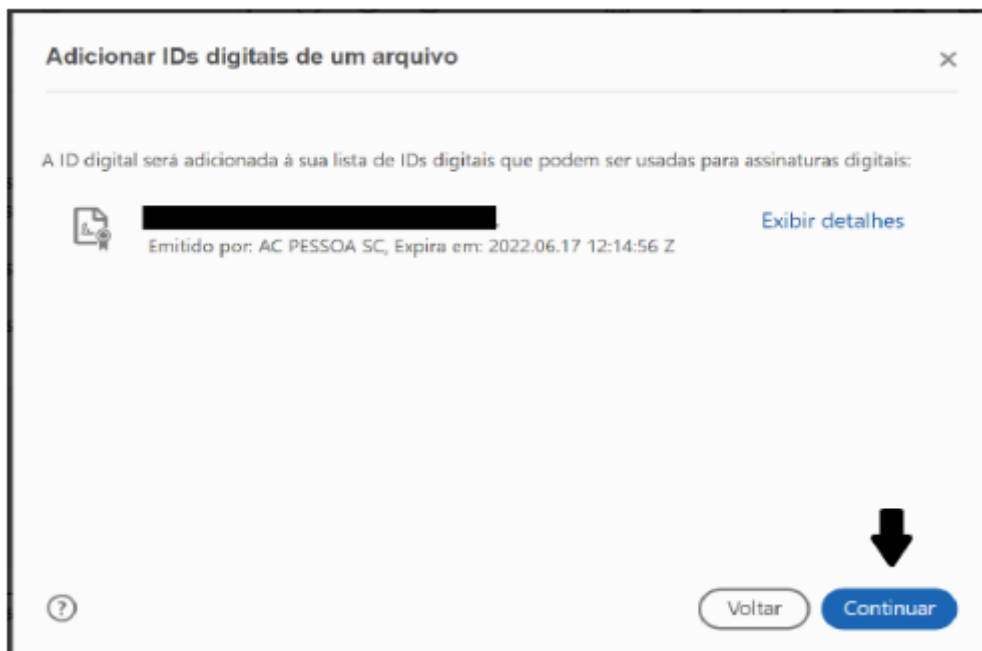 Adicionar IDs digitais de um arquivo
A ID digital será adicionada à sua lista de IDs digitais que podem ser usadas para assinaturas digitais:
Exibir detalhes
Emitido por: AC PESSOA SC, Expira em: 2022.06.17 12:14:56 Z
Voltar
Continuar